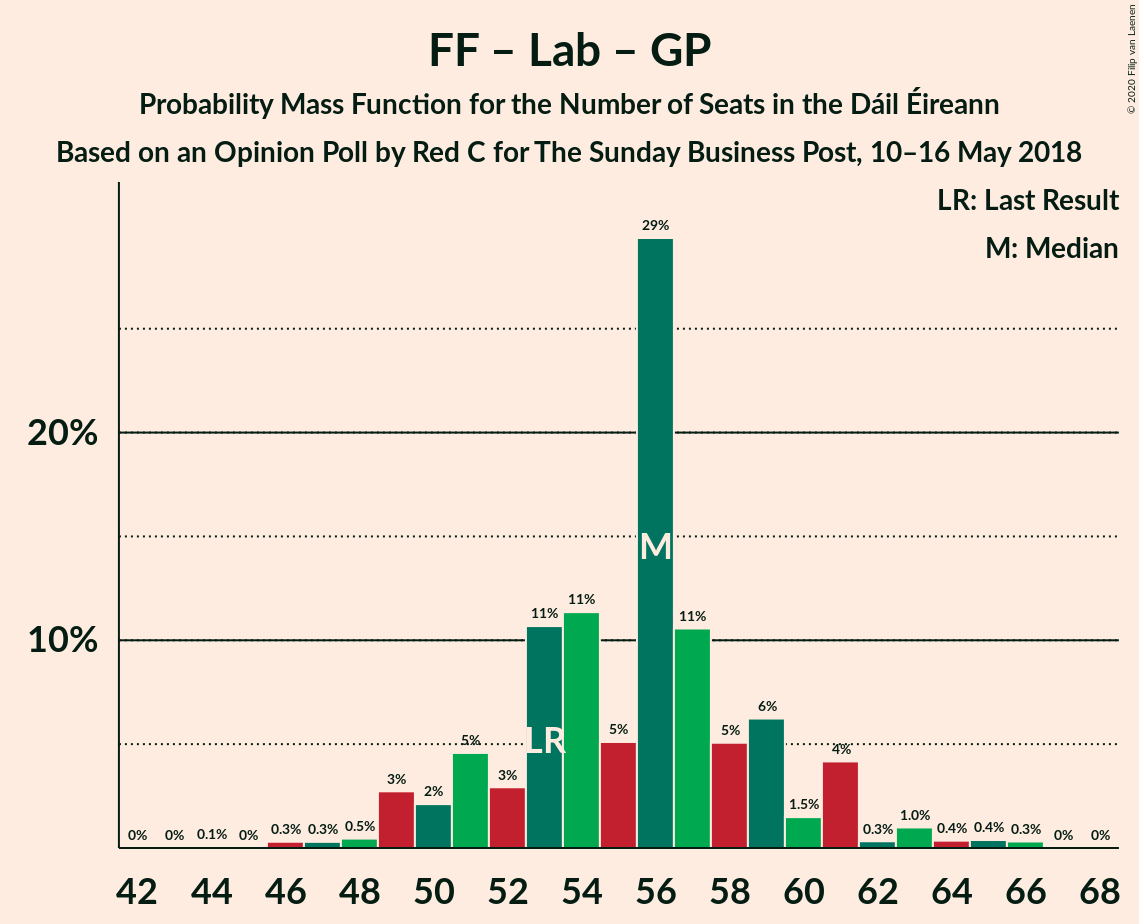 FF – Lab – GP
Probability Mass Function for the Number of Seats in the Dáil Éireann
Based on an Opinion Poll by Red C for The Sunday Business Post, 10–16 May 2018
© 2020 Filip van Laenen
LR: Last Result
M: Median
20%
10%
0% 0% 0.1% 0% 0.3% 0.3% 0.5% 3% 2% 5% 3% 11% 11% 5% 29% 11% 5% 6% 1.5% 4% 0.3% 1.0% 0.4% 0.4% 0.3% 0% 0%
M
LR
42 44 46 48 50 52 54 56 58 60 62 64 66 68